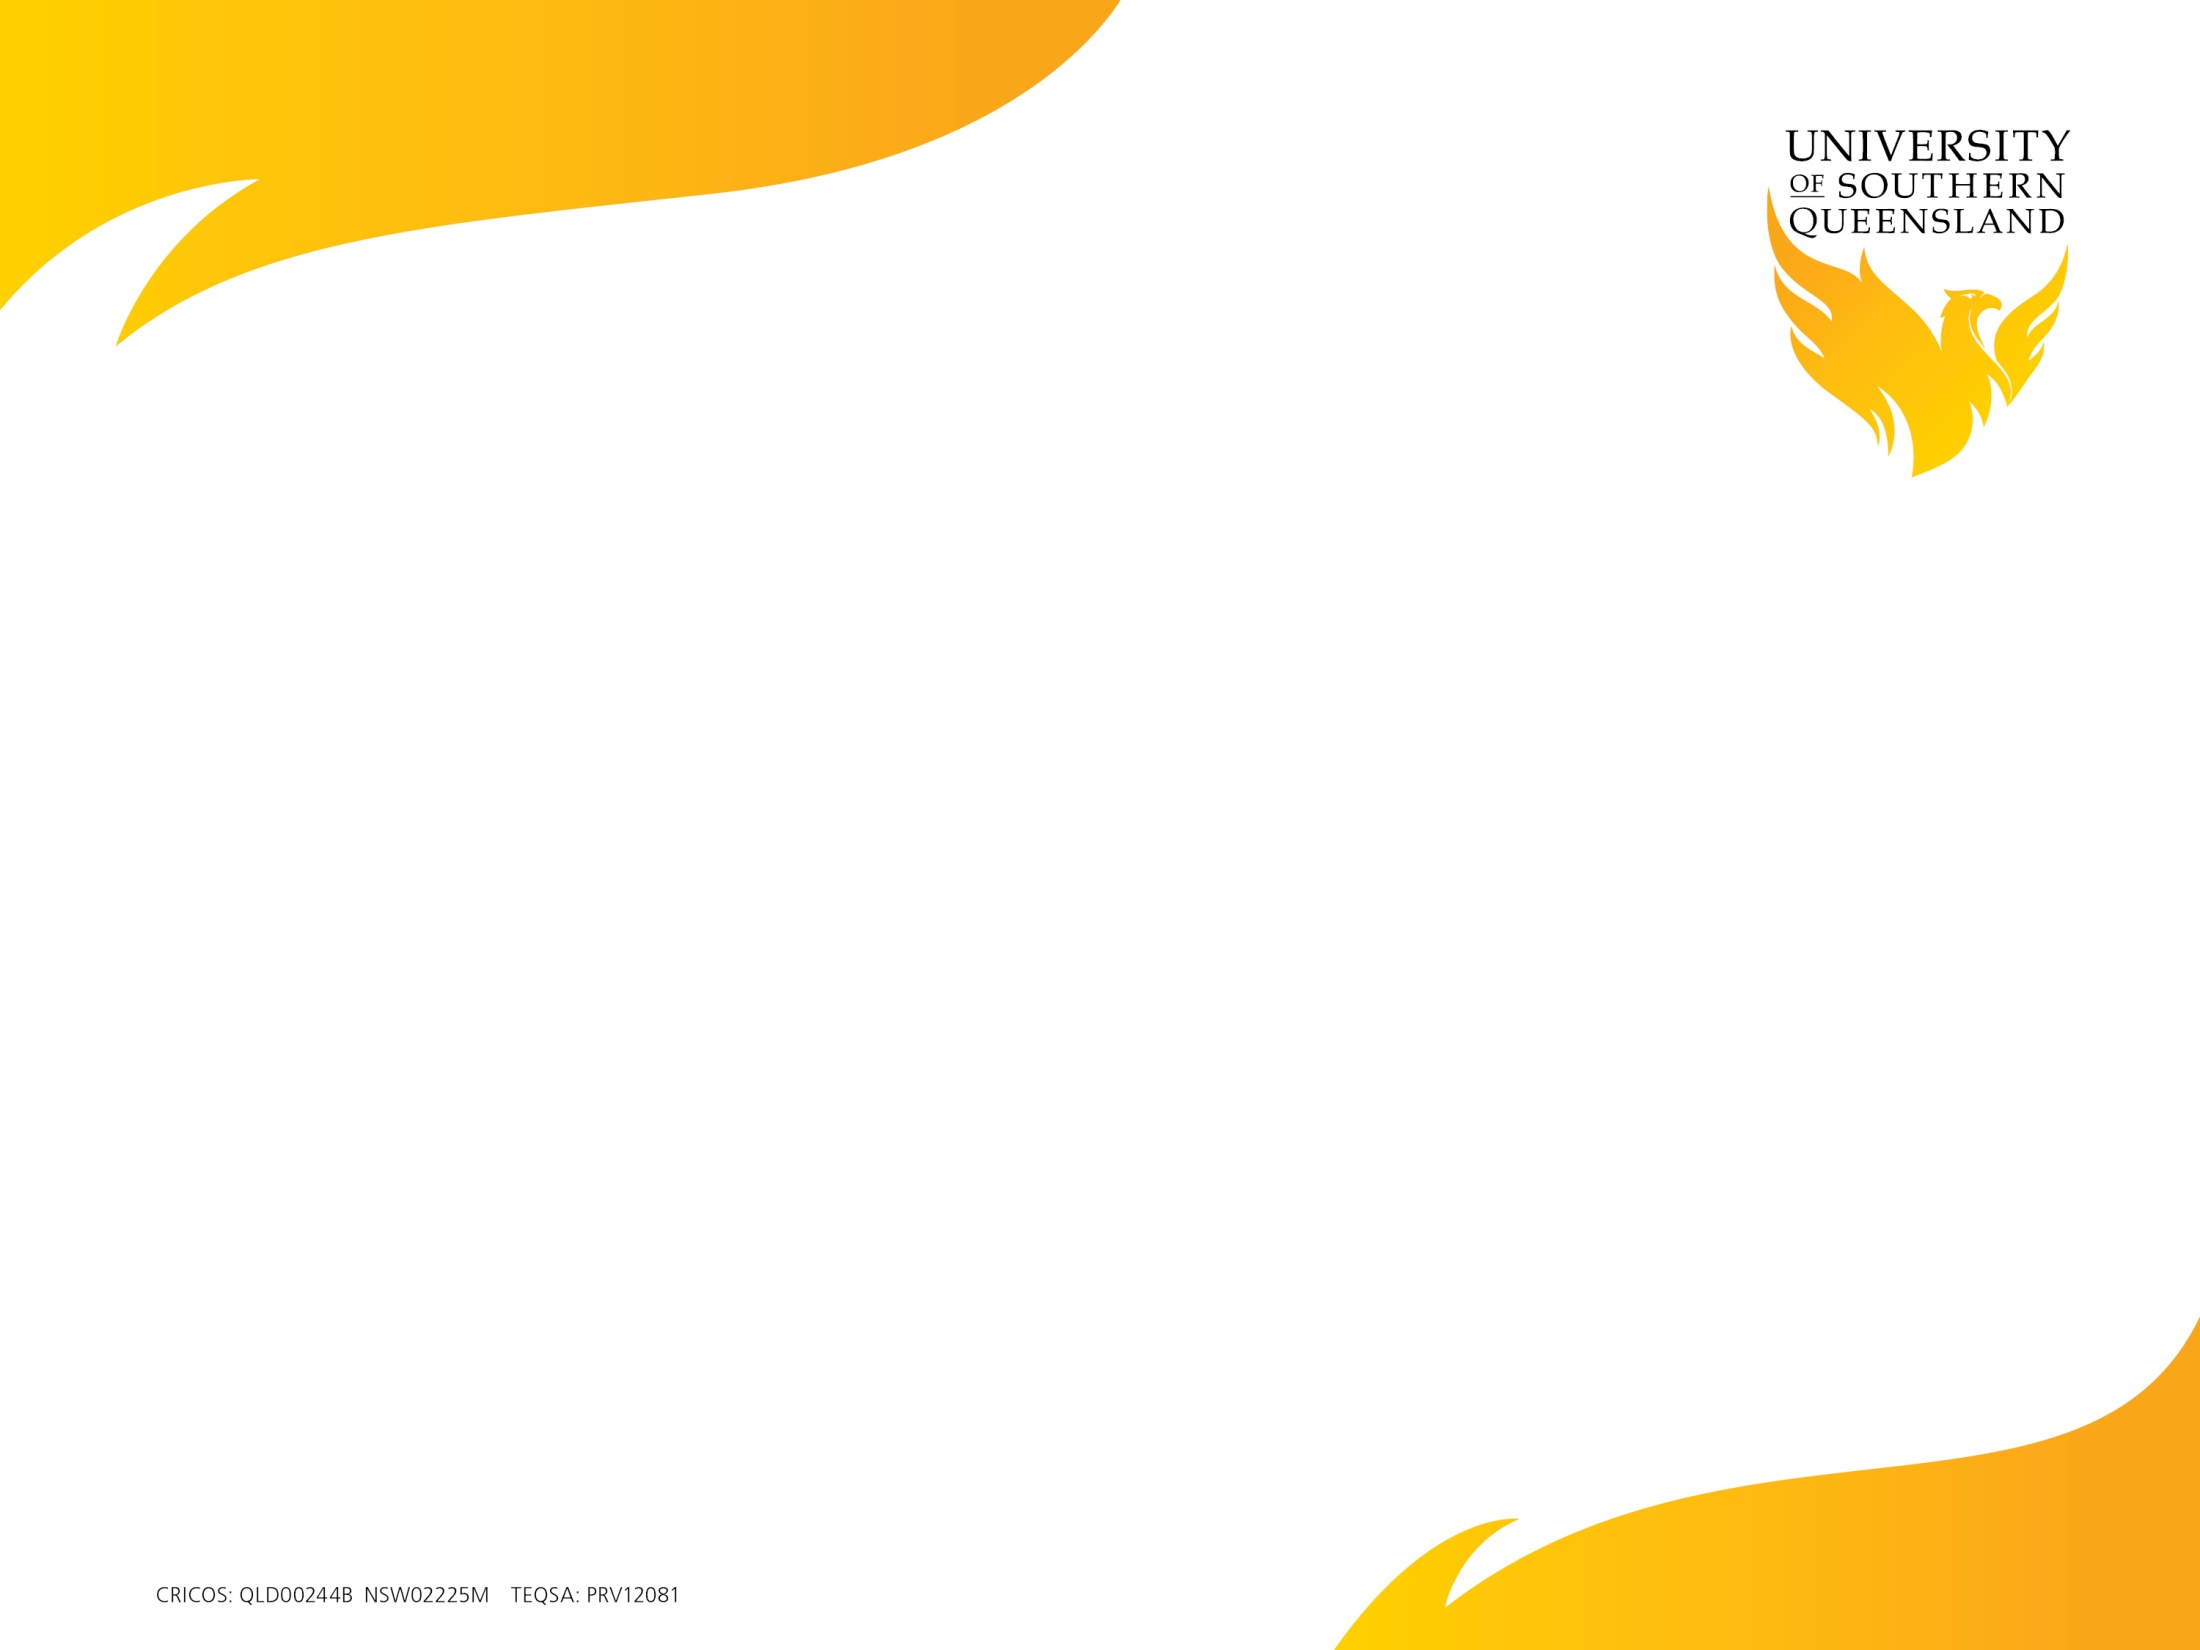 UNIVERSITY
OF SOUTHERN
QUEENSLAND
CRICOS: QLD00244B NSW02225M TEQSA: PRV12081